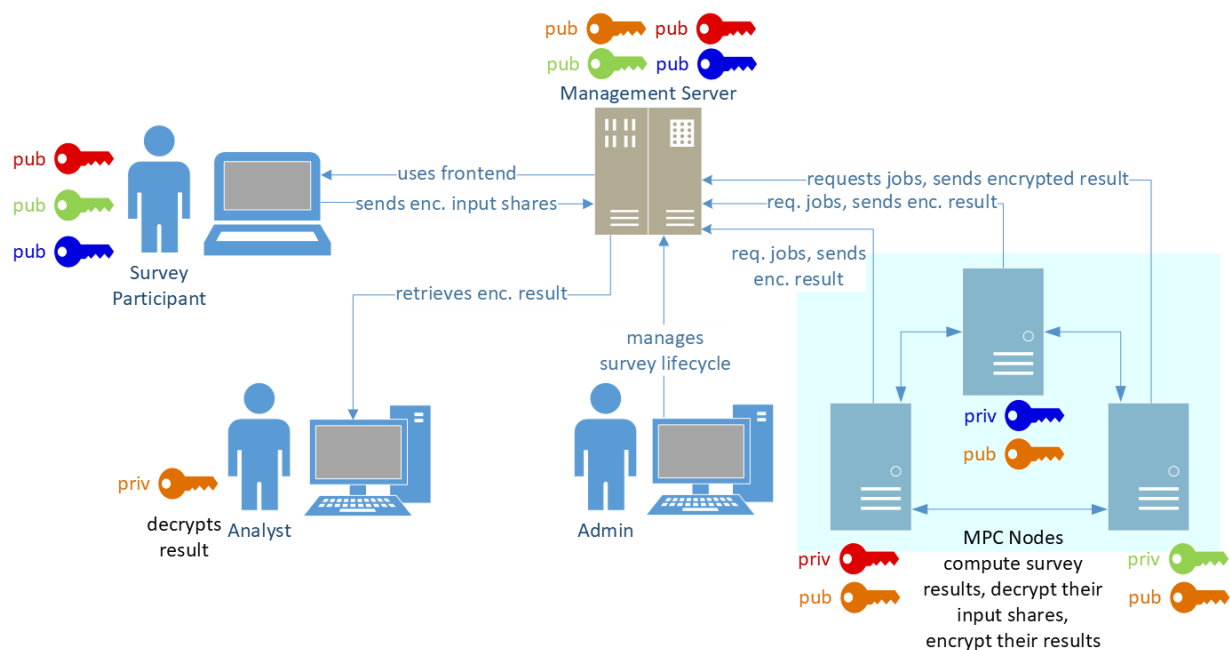 pub pub
pub pub
Management Server
pub
pub
pub
Survey
Participant
uses frontend
sends enc. input shares
requests jobs, sends encrypted result
req. jobs, sends enc. result
req. jobs, sends
enc. result
retrieves enc. result
manages
survey lifecycle
priv
decrypts
result
Analyst
Admin
priv
pub
priv
pub
MPC Nodes
compute survey
results, decrypt their
input shares,
encrypt their results
priv
pub